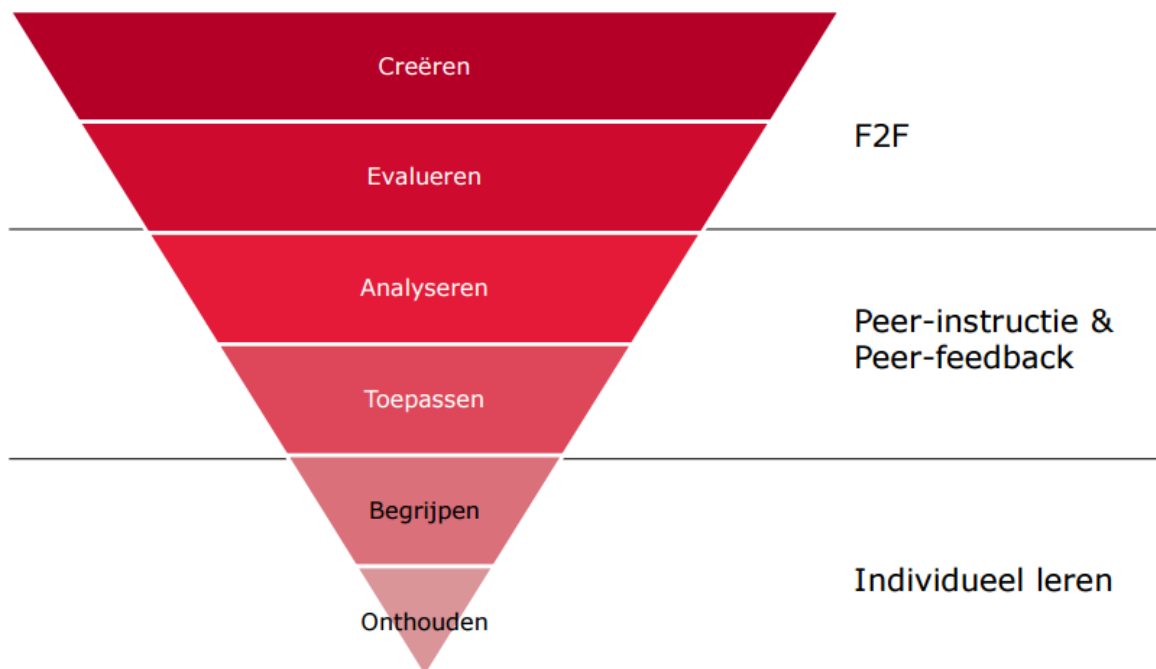 Creëren
Evalueren
F2F
Analyseren
Toepassen
Peer-instructie &
Peer-feedback
Begrijpen
Onthouden
Individueel leren